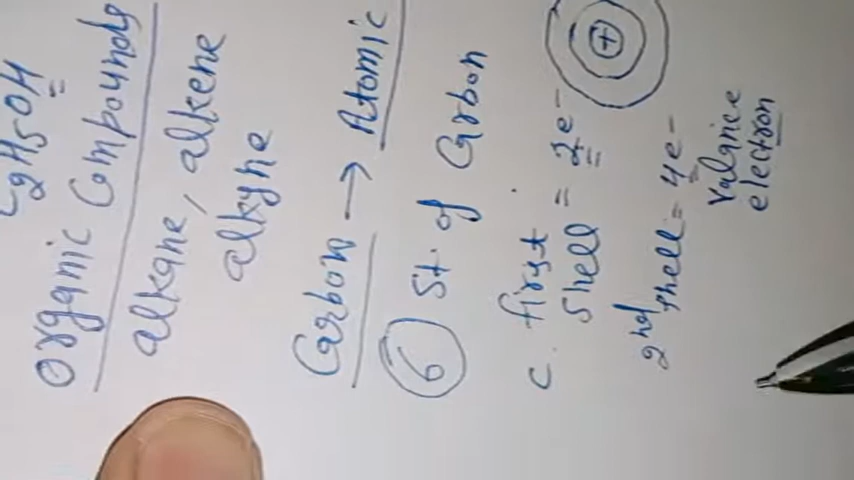 C2H5OH
Organic Compounds
alkane, alkene
alkyne
Carbon → Atomic
6 St. of Carbon
+
C. first
shell = 2e-
2nd
shell = 4e-
valance
electron